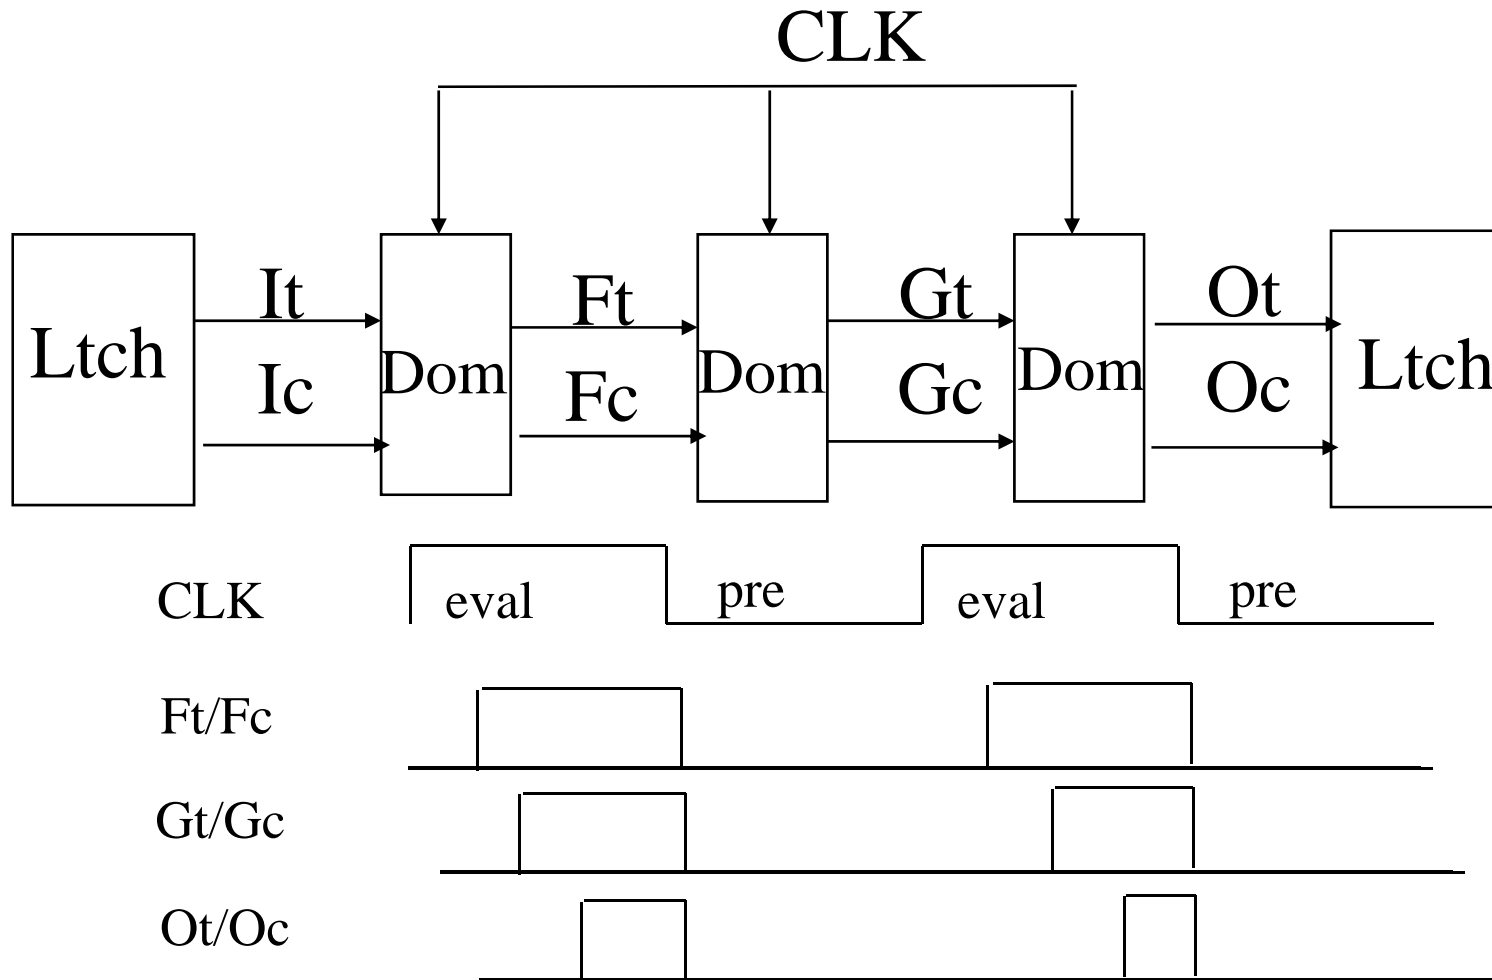 CLK
It
Ft
Gt
Ot
Ltch
Dom
Dom
Dom
Ltch
Ic
Fc
Gc
Oc
CLK
eval
pre
eval
pre
Ft/Fc
Gt/Gc
Ot/Oc